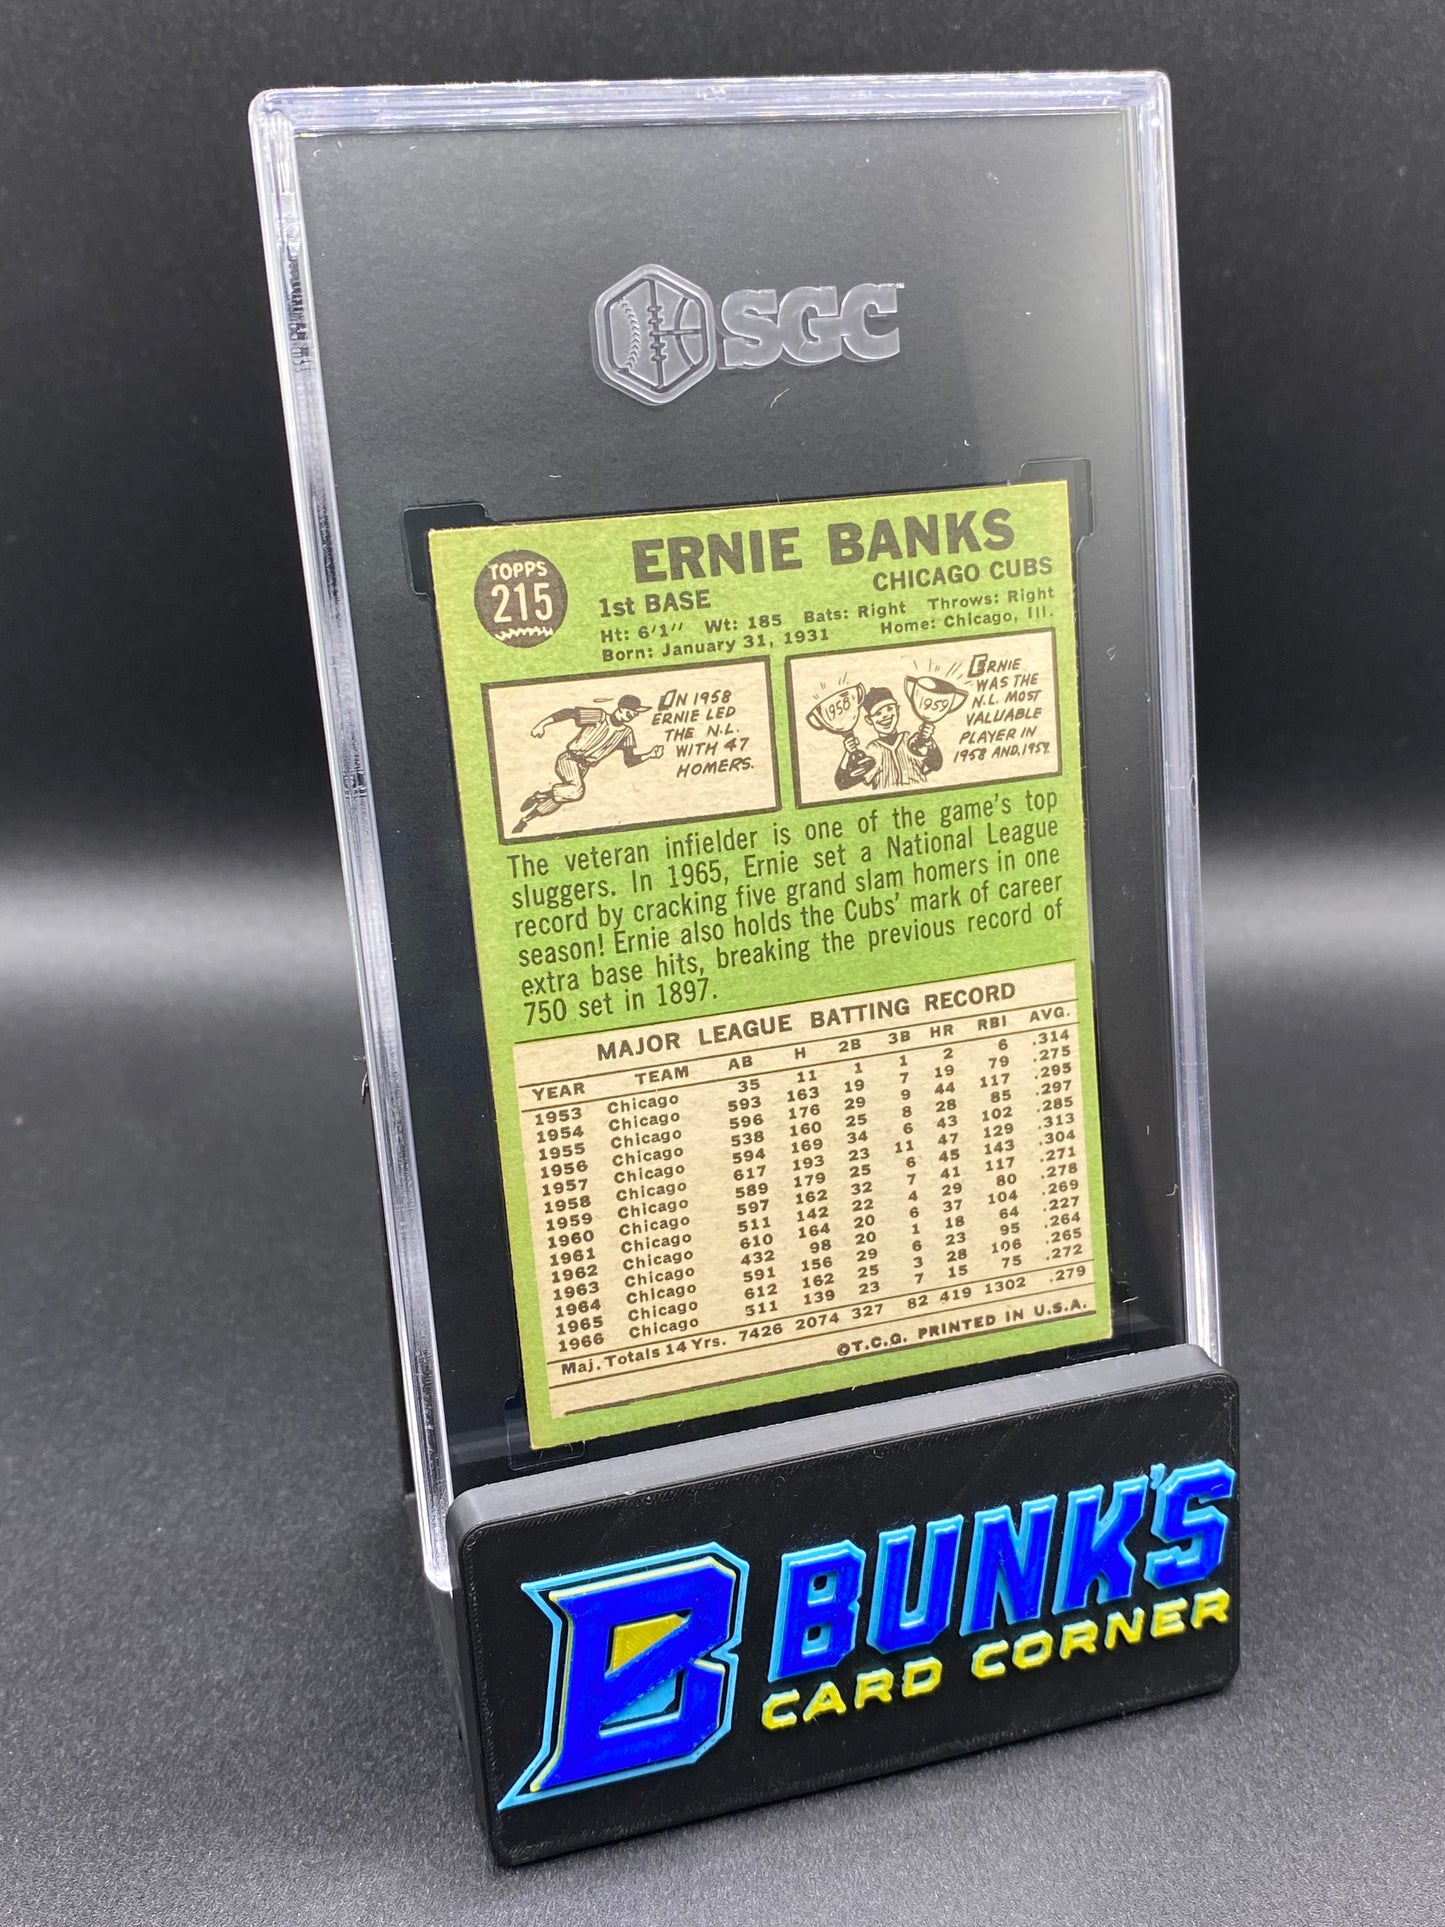 SGC
TOPPS
215
ERNIE BANKS
1st BASE CHICAGO CUBS
Ht: 6'1" Wt: 185 Bats: Right Throws: Right
Born: January 31, 1931 Home: Chicago, Ill.
ON 1958
ERNIE LED
THE N.L.
WITH 47
HOMERS.
1958
1959
ERNIE
WAS THE
N.L. MOST
VALUABLE
PLAYER IN
1958 AND, 1959.
The veteran infielder is one of the game's top
sluggers. In 1965, Ernie set a National League
record by cracking five grand slam homers in one
season! Ernie also holds the Cubs' mark of career
extra base hits, breaking the previous record of
750 set in 1897.
MAJOR LEAGUE BATTING RECORD
YEAR TEAM AB H 2B 3B HR RBI AVG.
1953 Chicago 35 11 1 1 2 6 .314
1954 Chicago 593 163 19 7 19 79 .275
1955 Chicago 596 176 29 9 44 117 .295
1956 Chicago 538 160 25 8 28 85 .297
1957 Chicago 594 169 34 6 43 102 .285
1958 Chicago 617 193 23 11 47 129 .313
1959 Chicago 589 179 25 6 45 143 .304
1960 Chicago 597 162 32 7 41 117 .271
1961 Chicago 511 142 22 4 29 80 .278
1962 Chicago 610 164 20 6 37 104 .269
1963 Chicago 432 98 20 1 18 64 .227
1964 Chicago 591 156 29 6 23 95 .264
1965 Chicago 612 162 25 3 28 106 .265
1966 Chicago 511 139 23 7 15 75 .272
Maj. Totals 14 Yrs. 7426 2074 327 82 419 1302 .279
©T.C.G. PRINTED IN U.S.A.
B BUNK'S
CARD CORNER